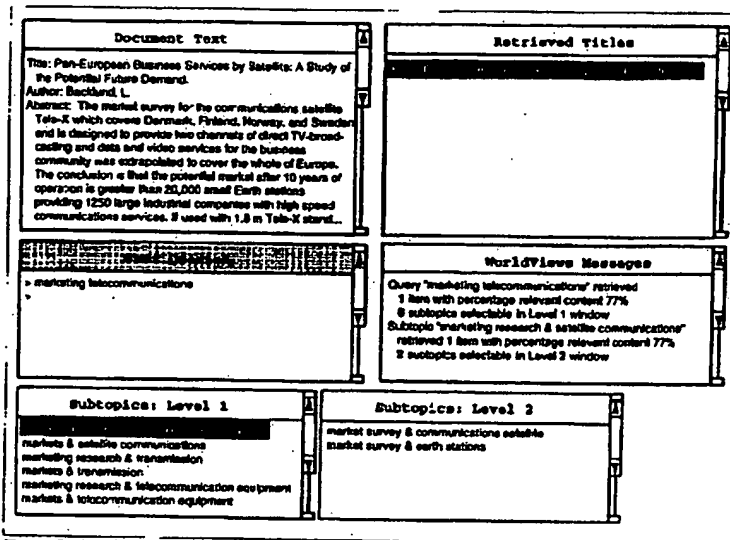 Document Text
Title: Pan-European Business Services by Satellite: A Study of
the Potential Future Demand.
Author: Backlund, L.
Abstract: The market survey for the communications satellite
Tele-X which covers Denmark, Finland, Norway, and Sweden
and is designed to provide two channels of direct TV-broad-
casting and data and video services for the business
community was extrapolated to cover the whole of Europe.
The conclusion is that the potential market after 10 years of
operation is greater than 20,000 small Earth stations
providing 1250 large industrial companies with high speed
communications services. If used with 1.8 m Tele-X stand...
Retrieved Titles
> marketing telecommunications
>
WorldViews Messages
Query "marketing telecommunications" retrieved
1 item with percentage relevant content 77%
6 subtopics selectable in Level 1 window
Subtopic "marketing research & satellite communications"
retrieved 1 item with percentage relevant content 77%
2 subtopics selectable in Level 2 window
Subtopics: Level 1
markets & satellite communications
marketing research & transmission
markets & transmission
marketing research & telecommunication equipment
markets & telecommunication equipment
Subtopics: Level 2
market survey & communications satellite
market survey & earth stations